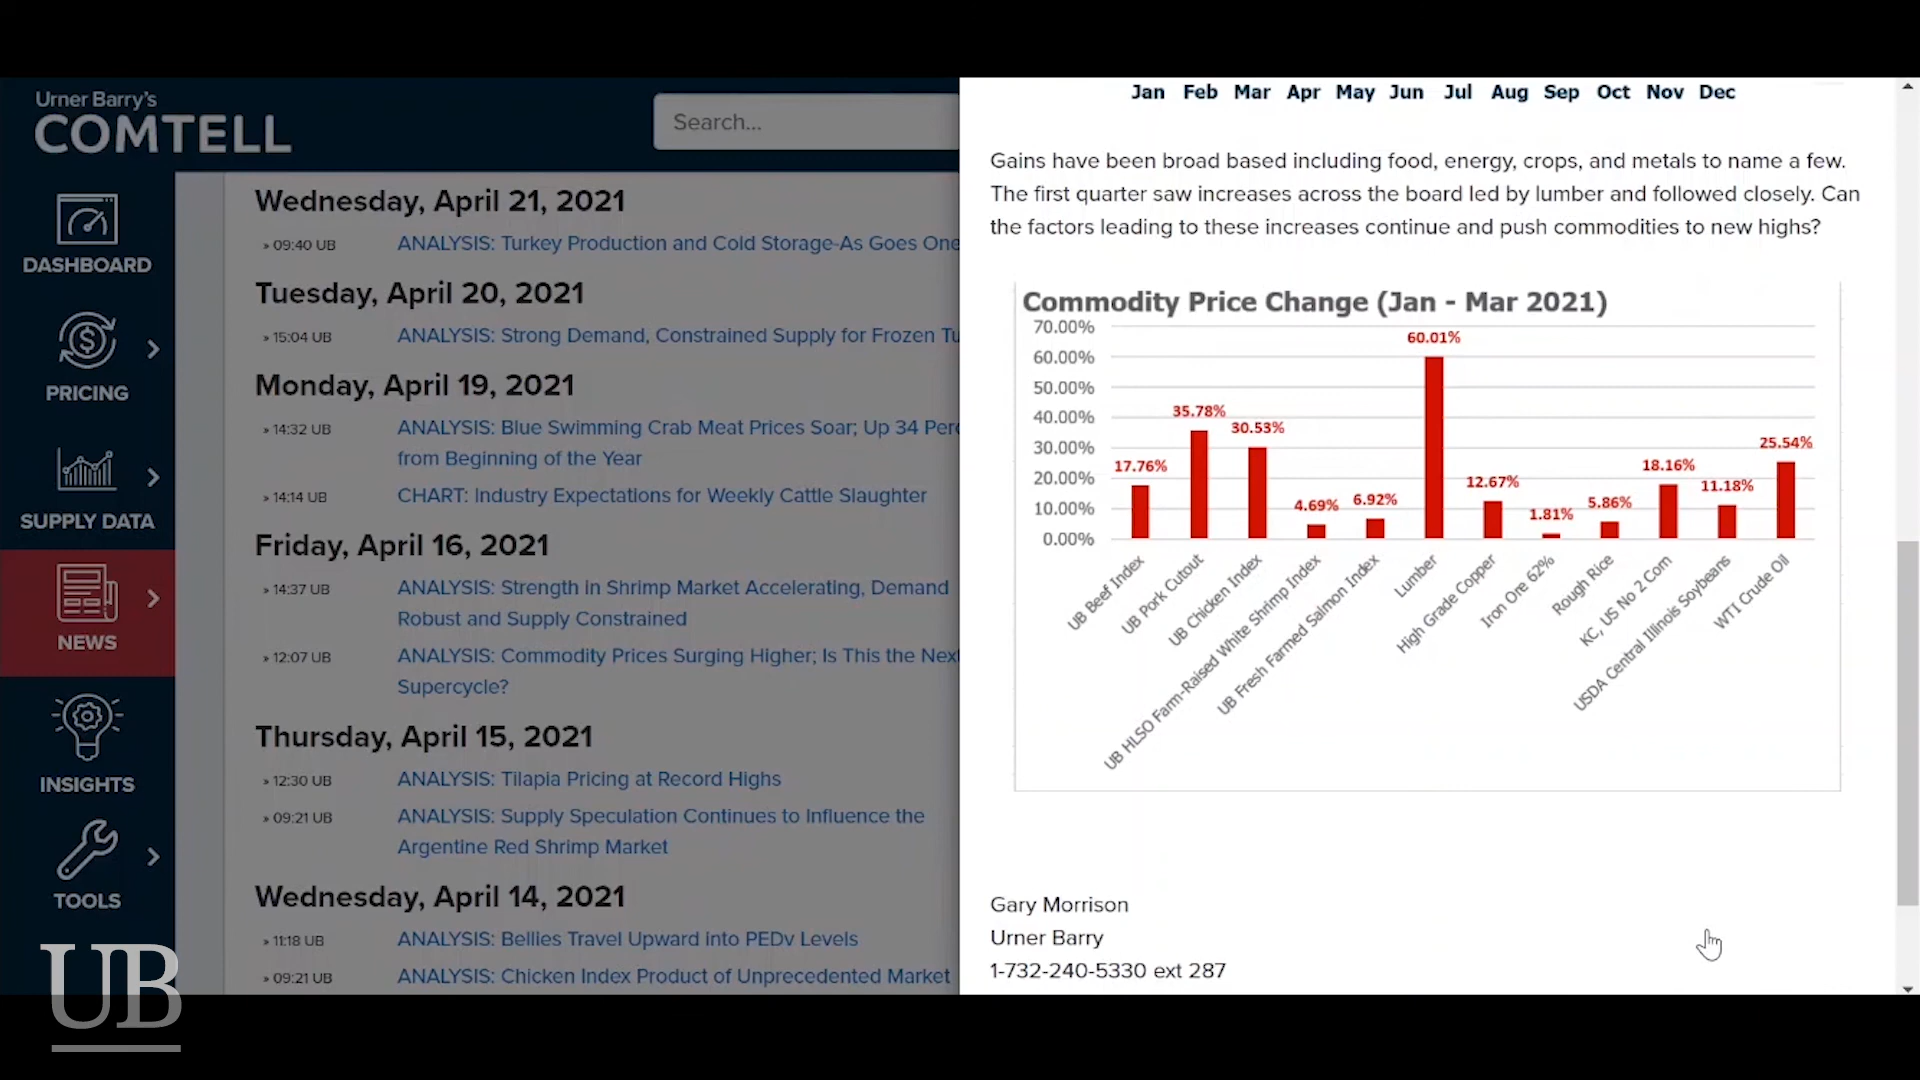 Urner Barry's
COMTELL
Search...
DASHBOARD
PRICING
SUPPLY DATA
NEWS
INSIGHTS
TOOLS
UB
Wednesday, April 21, 2021
» 09:40 UB ANALYSIS: Turkey Production and Cold Storage-As Goes One
Tuesday, April 20, 2021
» 15:04 UB ANALYSIS: Strong Demand, Constrained Supply for Frozen Tu
Monday, April 19, 2021
» 14:32 UB ANALYSIS: Blue Swimming Crab Meat Prices Soar; Up 34 Perc
from Beginning of the Year
» 14:14 UB CHART: Industry Expectations for Weekly Cattle Slaughter
Friday, April 16, 2021
» 14:37 UB ANALYSIS: Strength in Shrimp Market Accelerating, Demand
Robust and Supply Constrained
» 12:07 UB ANALYSIS: Commodity Prices Surging Higher; Is This the Next
Supercycle?
Thursday, April 15, 2021
» 12:30 UB ANALYSIS: Tilapia Pricing at Record Highs
» 09:21 UB ANALYSIS: Supply Speculation Continues to Influence the
Argentine Red Shrimp Market
Wednesday, April 14, 2021
» 11:18 UB ANALYSIS: Bellies Travel Upward into PEDv Levels
» 09:21 UB ANALYSIS: Chicken Index Product of Unprecedented Market
Jan Feb Mar Apr May Jun Jul Aug Sep Oct Nov Dec
Gains have been broad based including food, energy, crops, and metals to name a few.
The first quarter saw increases across the board led by lumber and followed closely. Can
the factors leading to these increases continue and push commodities to new highs?
Commodity Price Change (Jan - Mar 2021)
70.00%
60.00%
50.00%
40.00%
30.00%
20.00%
10.00%
0.00%
17.76%
35.78%
30.53%
4.69%
6.92%
60.01%
12.67%
1.81%
5.86%
18.16%
11.18%
25.54%
UB Beef Index
UB Pork Cutout
UB Chicken Index
UB HLSO Farm-Raised White Shrimp Index
UB Fresh Farmed Salmon Index
Lumber
High Grade Copper
Iron Ore 62%
Rough Rice
KC, US No 2 Corn
USDA Central Illinois Soybeans
WTI Crude Oil
Gary Morrison
Urner Barry
1-732-240-5330 ext 287